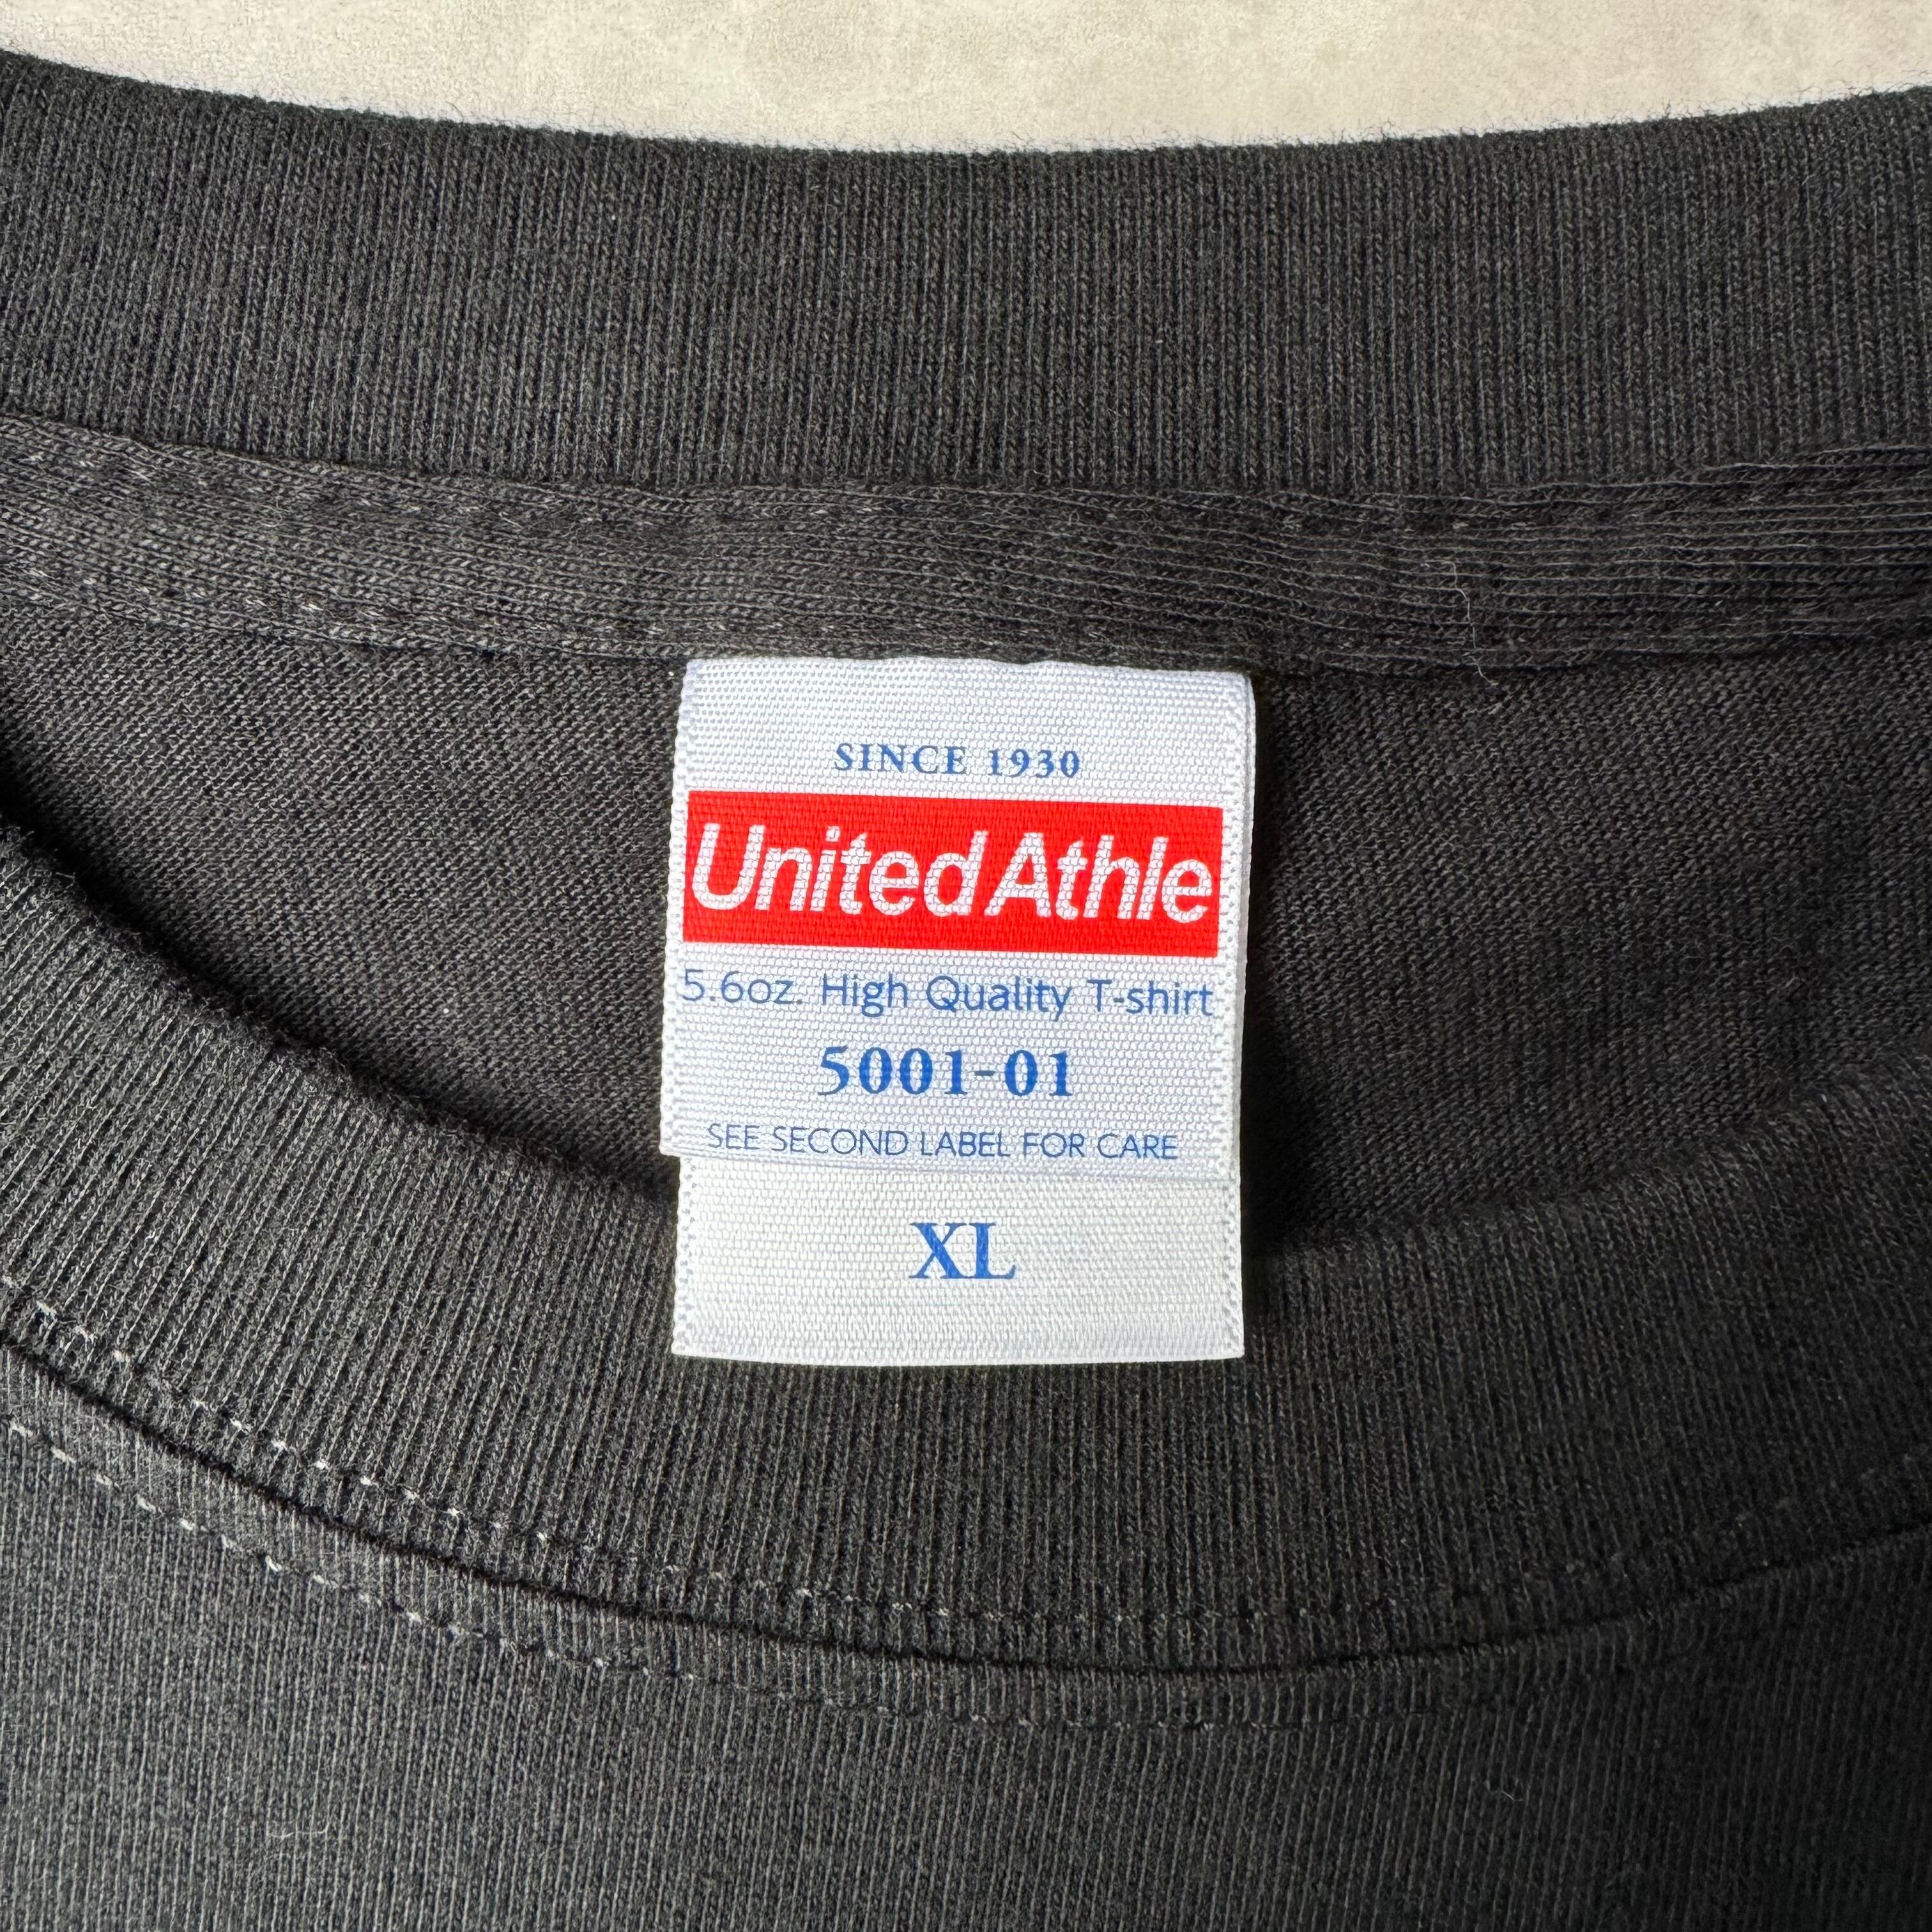 SINCE 1930
United Athle
5.6oz. High Quality T-shirt
5001-01
SEE SECOND LABEL FOR CARE
XL